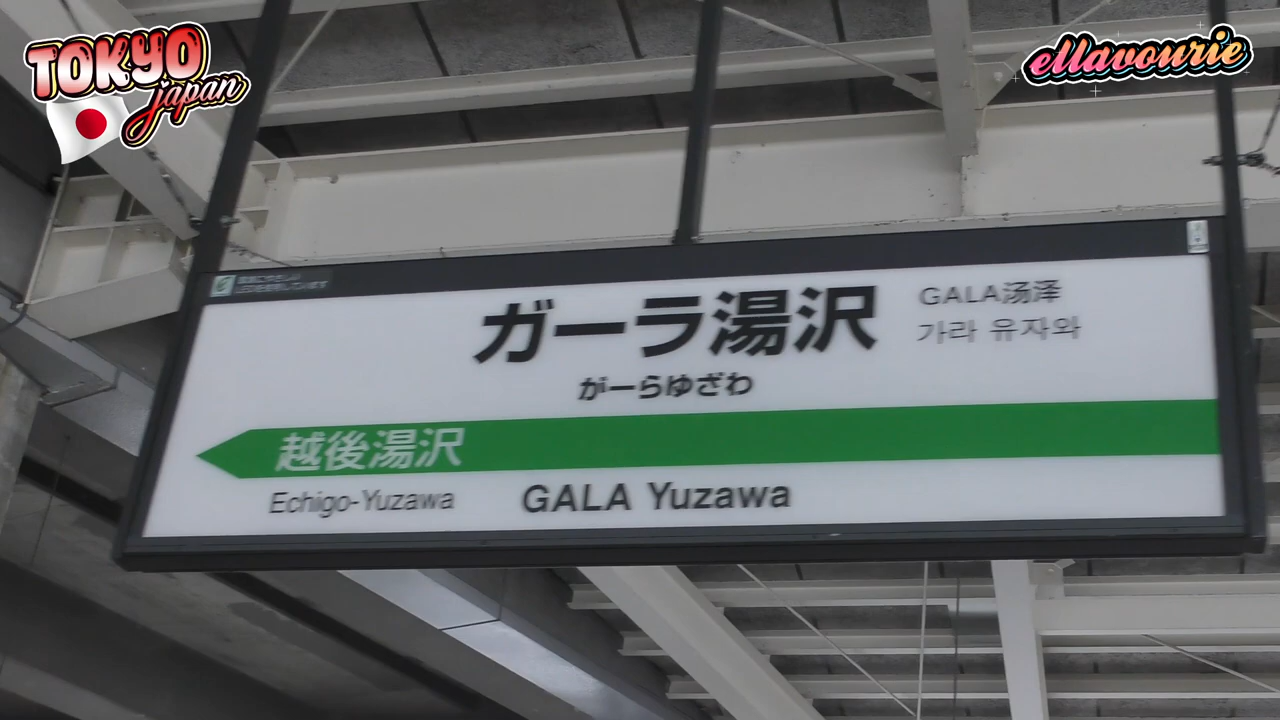 TOKYO
japan
ellavourie
ガーラ湯沢
GALA汤泽
가라 유자와
がーらゆざわ
越後湯沢
Echigo-Yuzawa
GALA Yuzawa